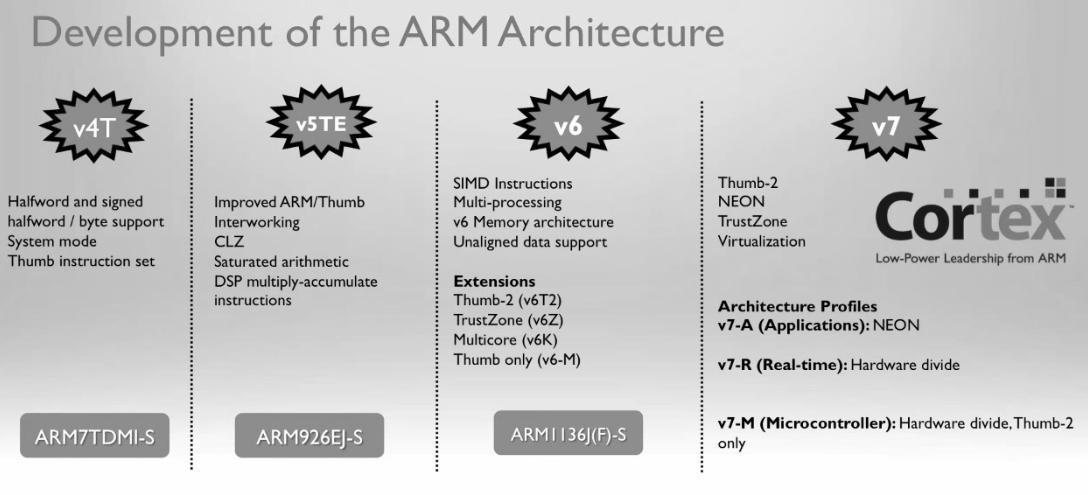 Development of the ARM Architecture
v4T
Halfword and signed
halfword / byte support
System mode
Thumb instruction set
ARM7TDMI-S
v5TE
Improved ARM/Thumb
Interworking
CLZ
Saturated arithmetic
DSP multiply-accumulate
instructions
ARM926EJ-S
v6
SIMD Instructions
Multi-processing
v6 Memory architecture
Unaligned data support
Extensions
Thumb-2 (v6T2)
TrustZone (v6Z)
Multicore (v6K)
Thumb only (v6-M)
ARM1136J(F)-S
v7
Thumb-2
NEON
TrustZone
Virtualization
Cortex™
Low-Power Leadership from ARM
Architecture Profiles
v7-A (Applications): NEON
v7-R (Real-time): Hardware divide
v7-M (Microcontroller): Hardware divide, Thumb-2
only